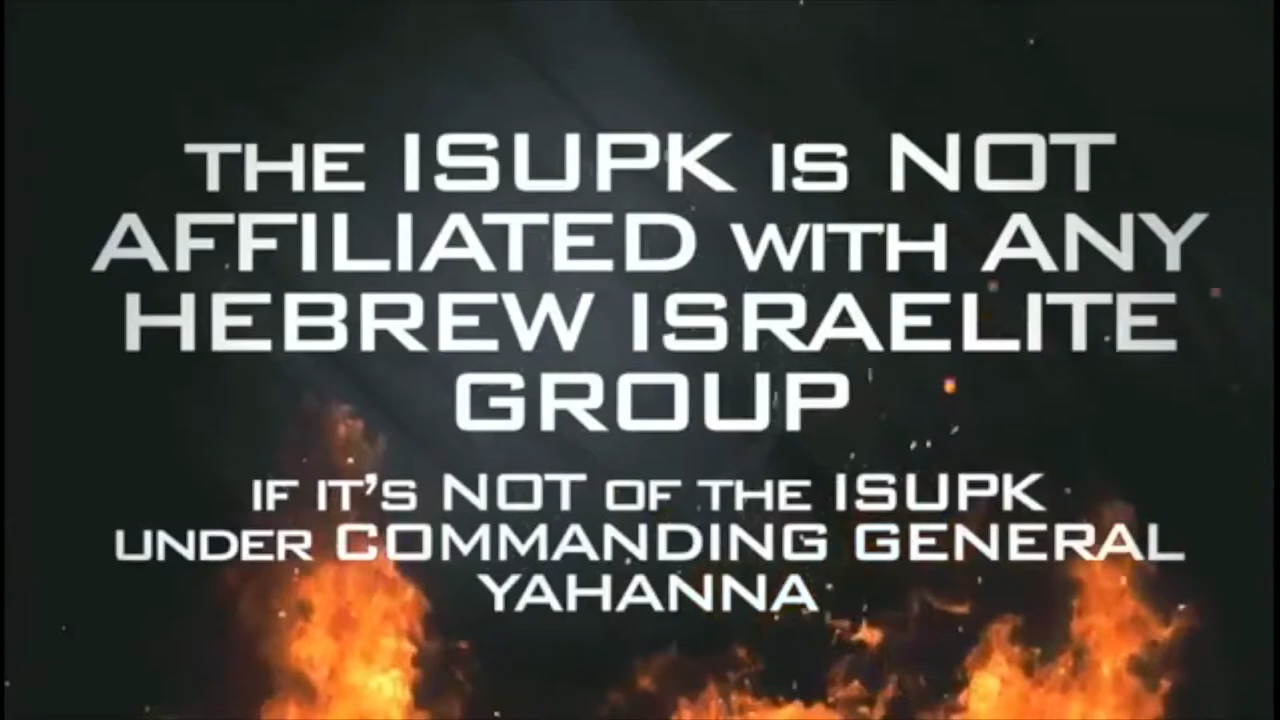 THE ISUPK IS NOT
AFFILIATED WITH ANY
HEBREW ISRAELITE
GROUP
IF IT'S NOT OF THE ISUPK
UNDER COMMANDING GENERAL
YAHANNA